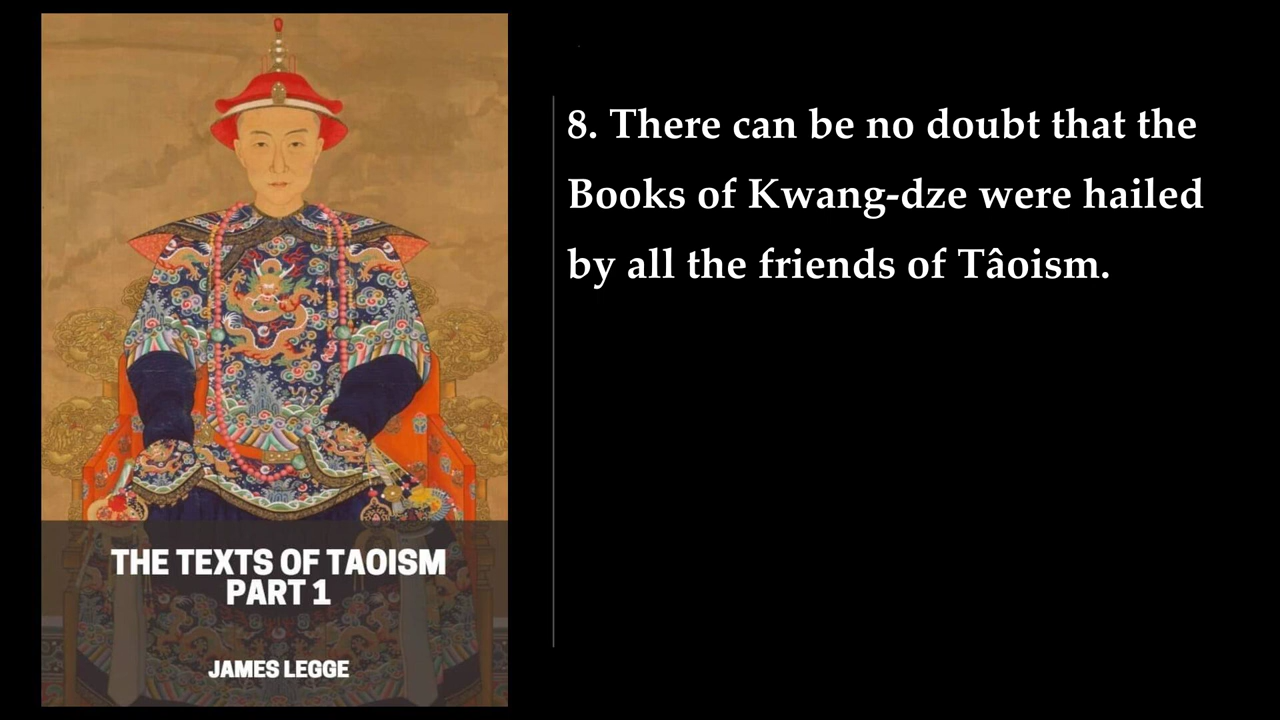 THE TEXTS OF TAOISM
PART 1
JAMES LEGGE
8. There can be no doubt that the
Books of Kwang-dze were hailed
by all the friends of Tâoism.